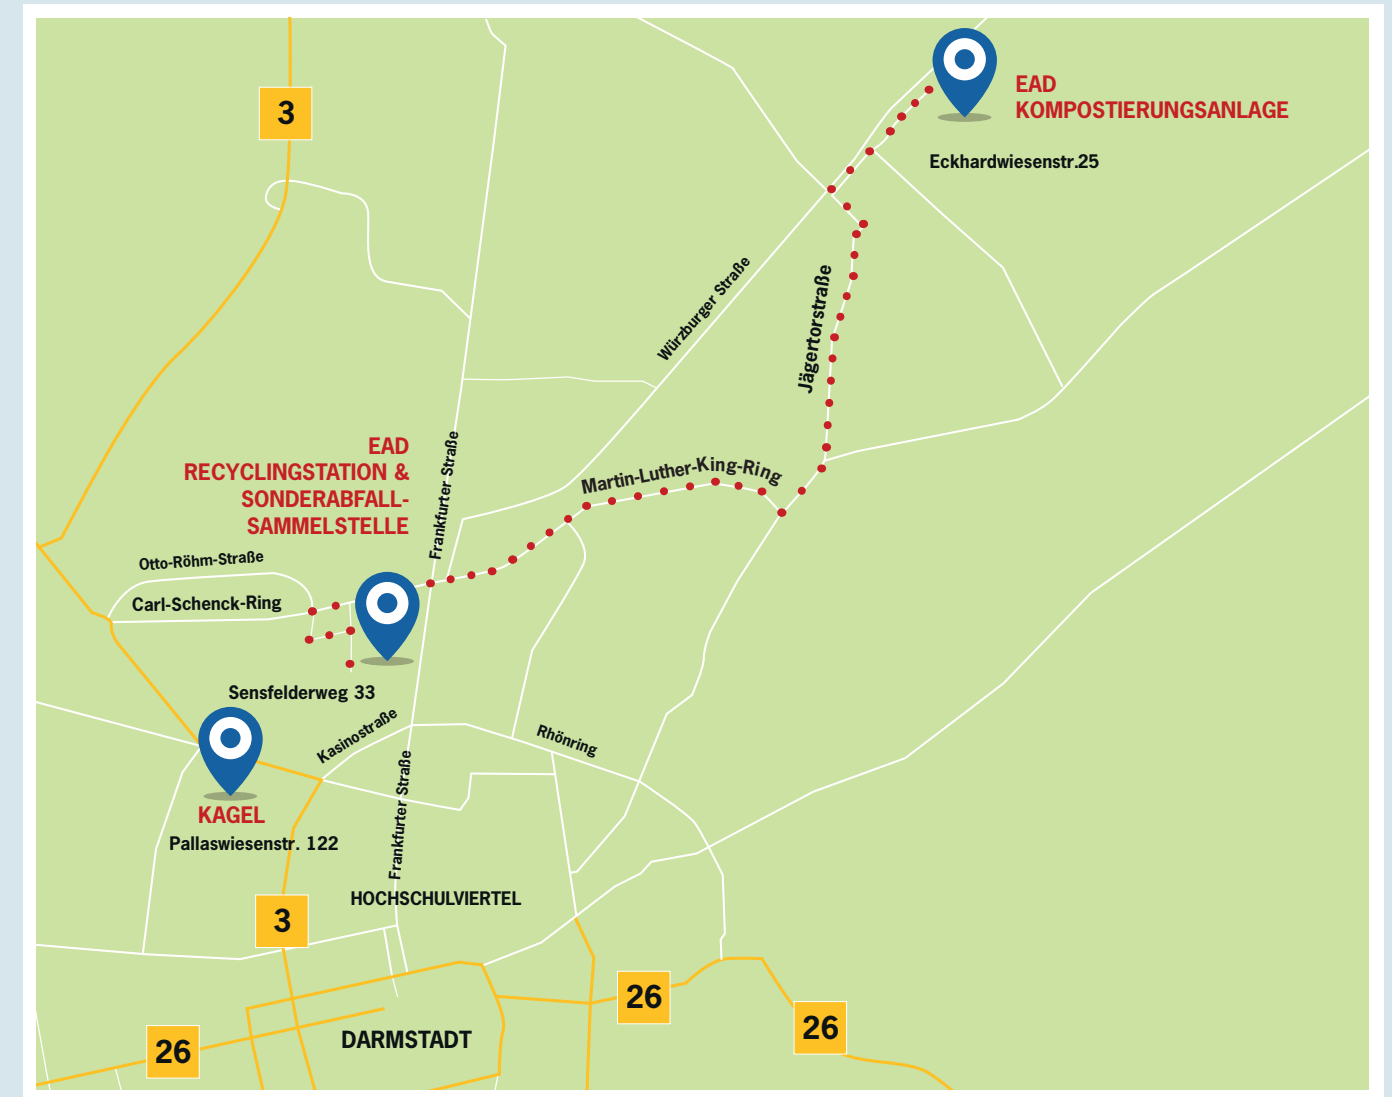 3
EAD
KOMPOSTIERUNGSANLAGE
Eckhardwiesenstr.25
Würzburger Straße
Jägertorstraße
EAD
RECYCLINGSTATION &
SONDERABFALL-
SAMMELSTELLE
Frankfurter Straße
Martin-Luther-King-Ring
Otto-Röhm-Straße
Carl-Schenck-Ring
Sensfelderweg 33
Kasinostraße
Rhönring
KAGEL
Pallaswiesenstr. 122
Frankfurter Straße
HOCHSCHULVIERTEL
3
26
26
DARMSTADT
26